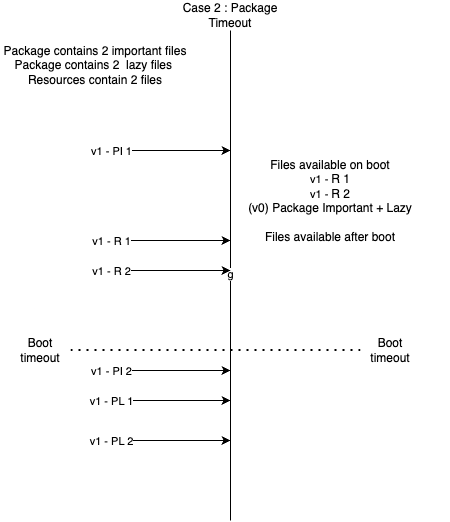 Case 2 : Package
Timeout
Package contains 2 important files
Package contains 2 lazy files
Resources contain 2 files
v1 - PI 1
Files available on boot
v1 - R 1
v1 - R 2
(v0) Package Important + Lazy
Files available after boot
v1 - R 1
v1 - R 2
g
Boot
timeout
Boot
timeout
v1 - PI 2
v1 - PL 1
v1 - PL 2